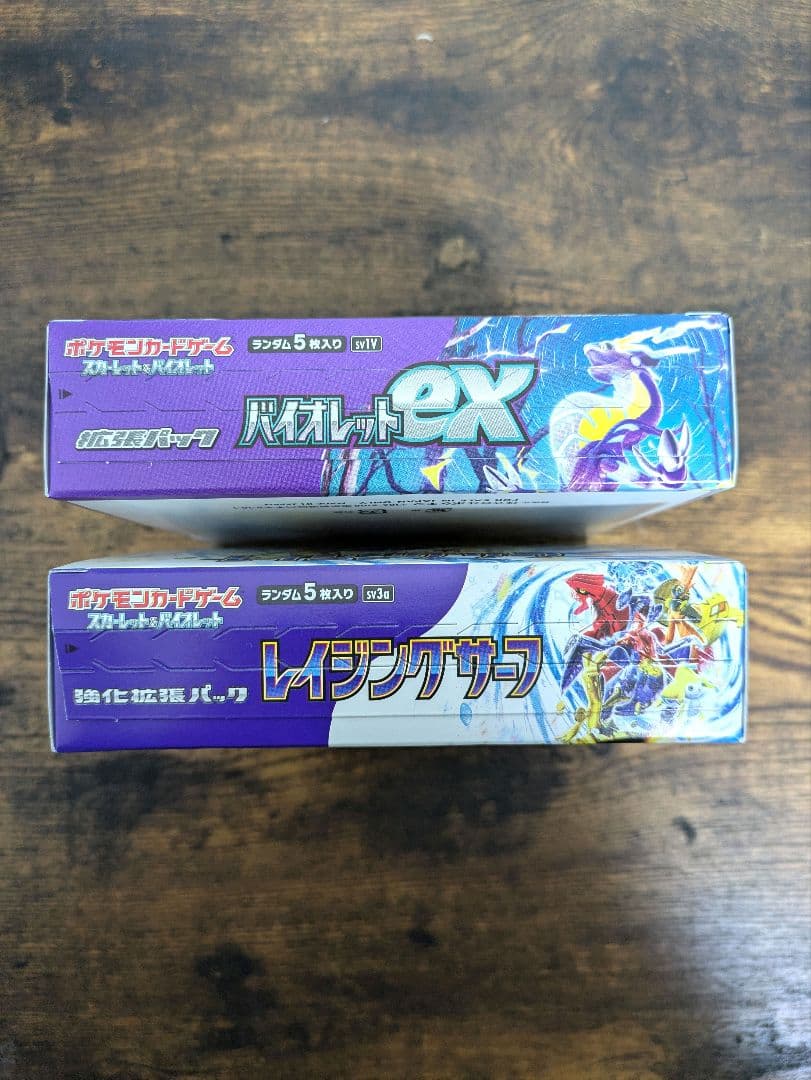 ポケモンカードゲーム
スカーレット&バイオレット
ランダム5枚入り
sv1V
拡張パック
バイオレットex
ポケモンカードゲーム
スカーレット&バイオレット
ランダム5枚入り
sv3a
強化拡張パック
レイジングサーフ